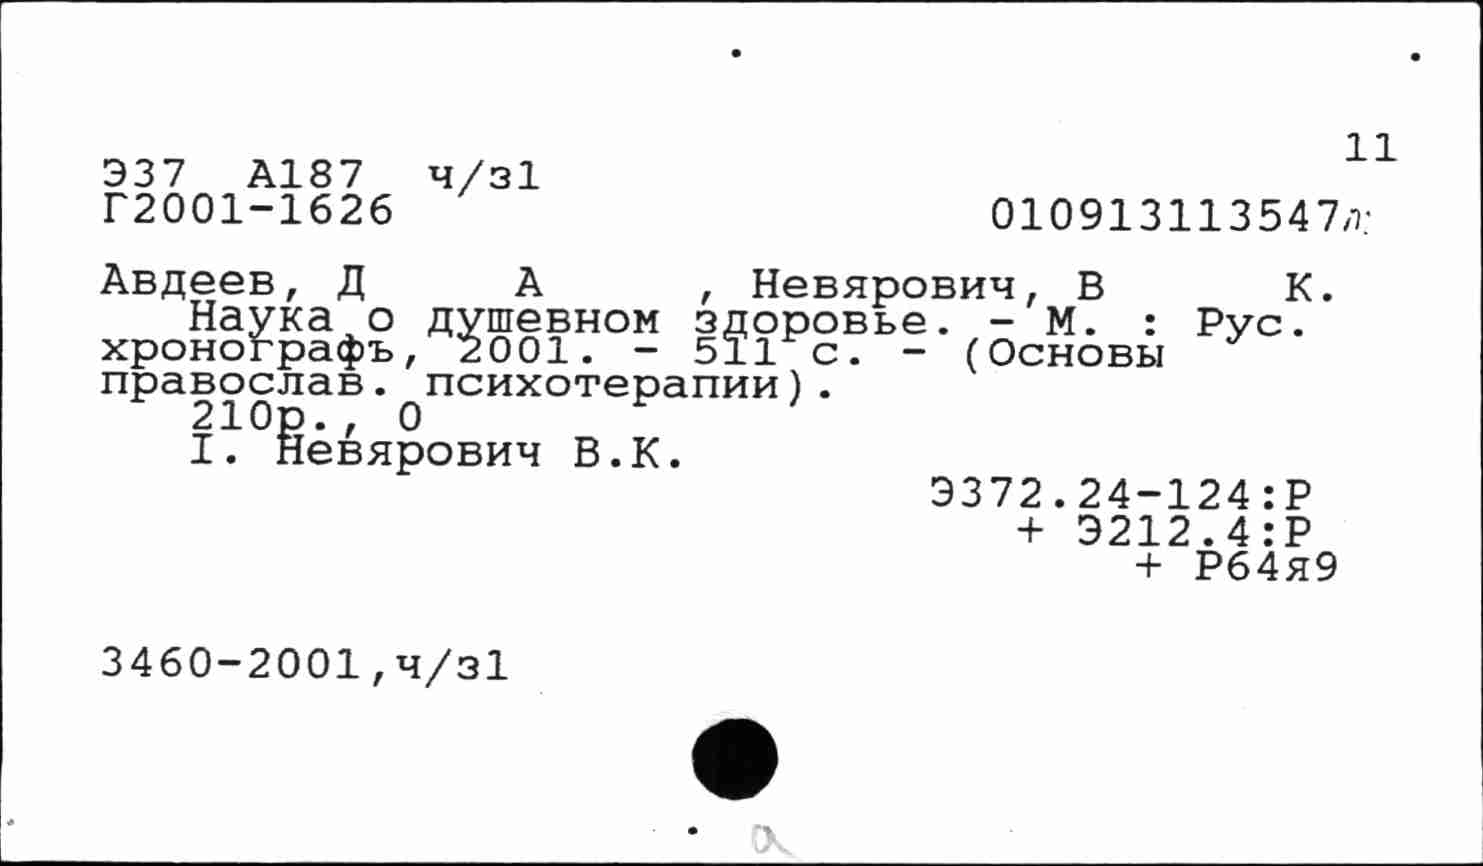 11
Э37 А187 ч/з1
Г2001-1626
010913113547
Авдеев, Д А , Невярович, В К.
Наука о душевном здоровье. - М. : Рус.
хронографъ, 2001. - 511 с. - (Основы
православ. психотерапии).
210р., 0
I. Невярович В.К.
Э372.24-124:Р
+ Э212.4:Р
+ Р64я9
3460-2001,ч/з1
а